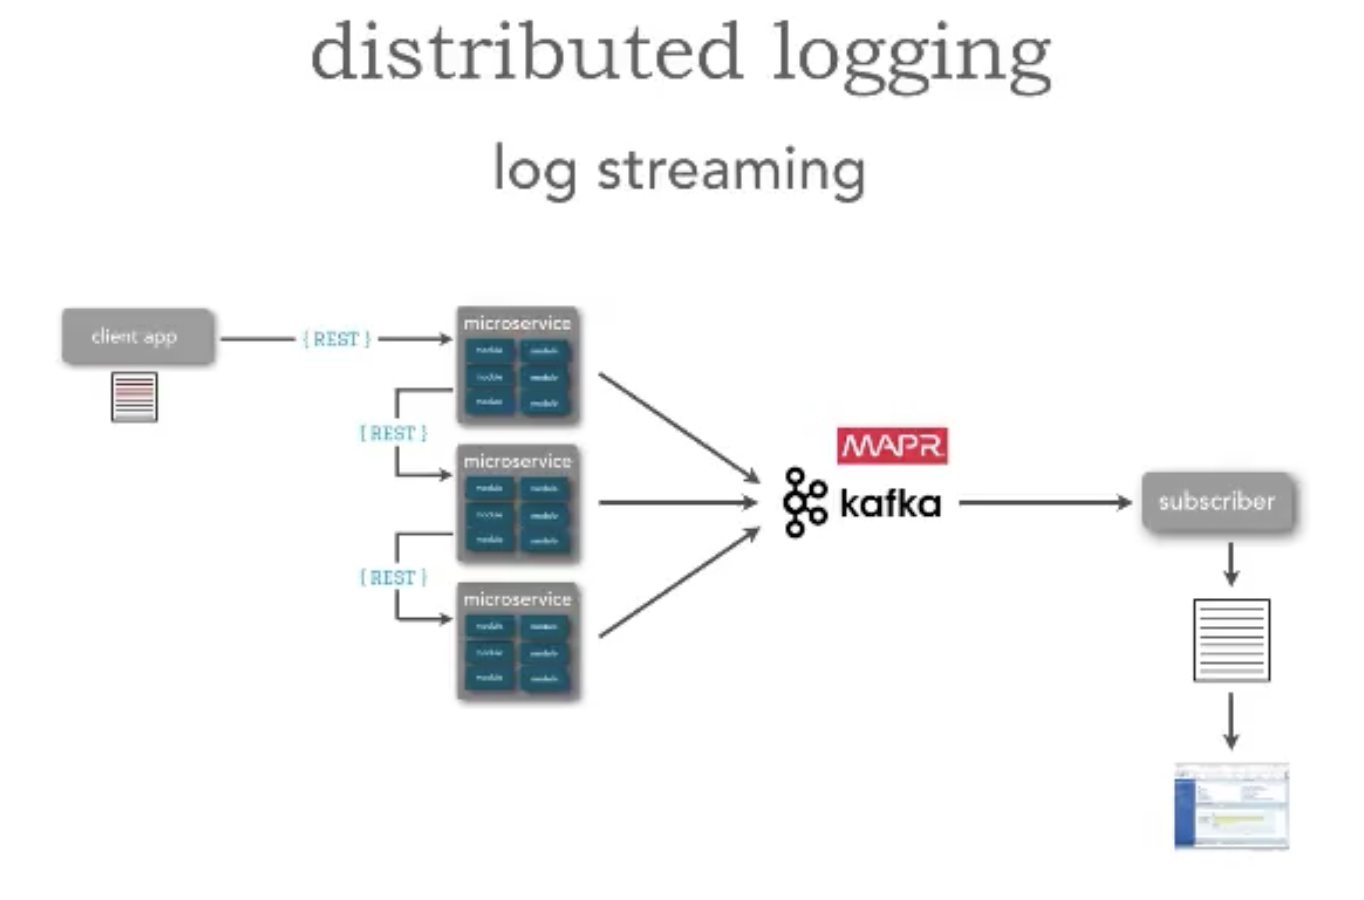 distributed logging
log streaming
client app
{ REST }
microservice
module module
module module
module module
{ REST }
microservice
module module
module module
module module
{ REST }
microservice
module module
module module
module module
MAPR
kafka
subscriber